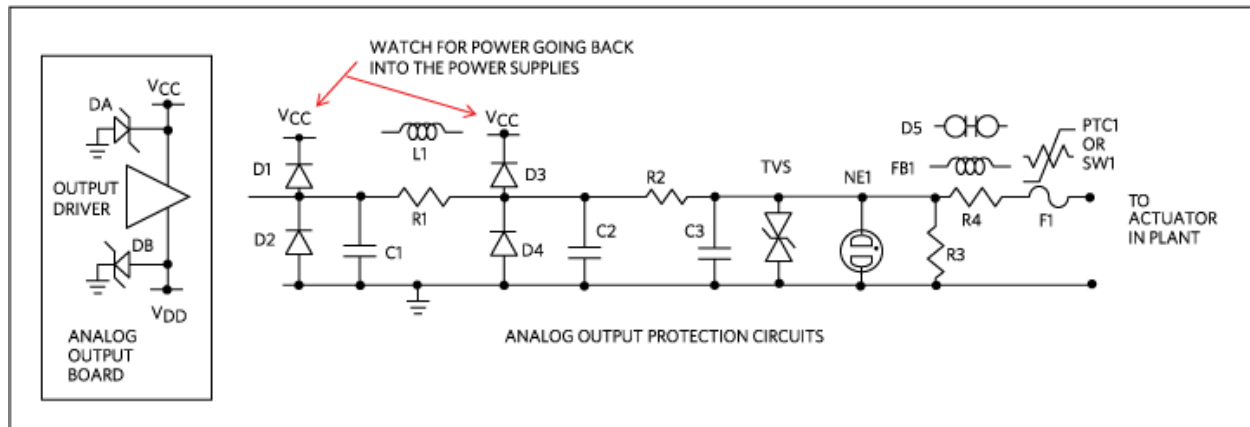 WATCH FOR POWER GOING BACK
INTO THE POWER SUPPLIES
VCC
DA
OUTPUT
DRIVER
DB
VDD
ANALOG
OUTPUT
BOARD
VCC
D1
D2
L1
R1
C1
VCC
D3
D4
C2
R2
C3
TVS
NE1
D5
FB1
R4
R3
PTC1
OR
SW1
F1
TO
ACTUATOR
IN PLANT
ANALOG OUTPUT PROTECTION CIRCUITS